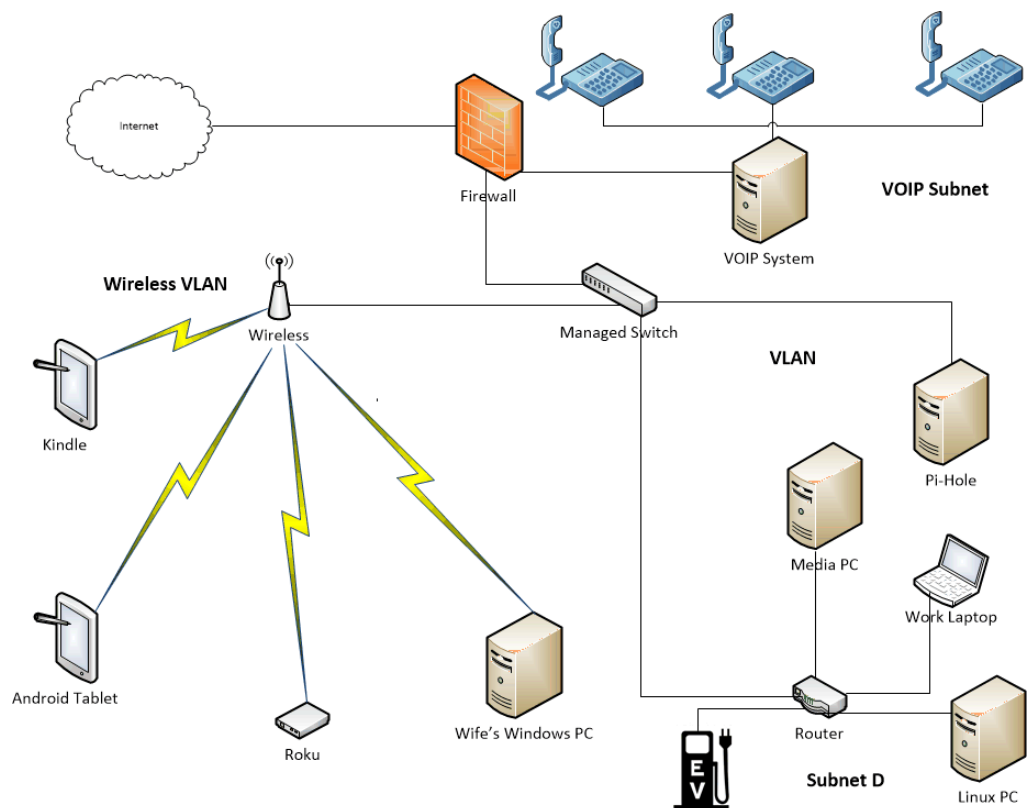 Internet
Firewall
VOIP Subnet
VOIP System
Wireless VLAN
Wireless
Managed Switch
VLAN
Kindle
Pi-Hole
Media PC
Work Laptop
Android Tablet
Roku
Wife's Windows PC
Router
EV
Subnet D
Linux PC